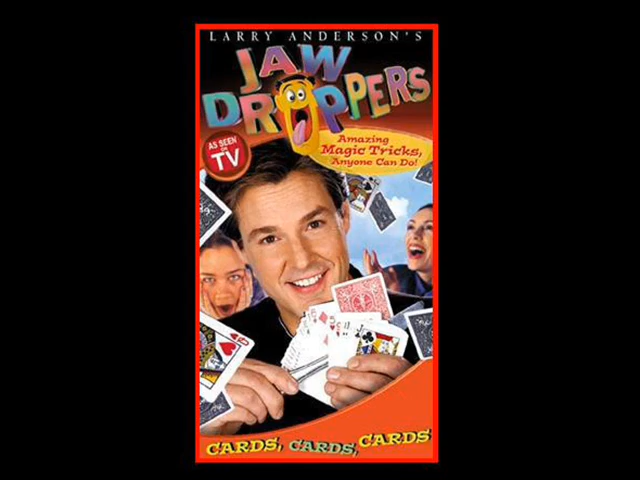 LARRY ANDERSON'S
JAW
DROPPERS
AS SEEN
ON
TV
Amazing
Magic Tricks,
Anyone Can Do!
CARDS, CARDS, CARDS